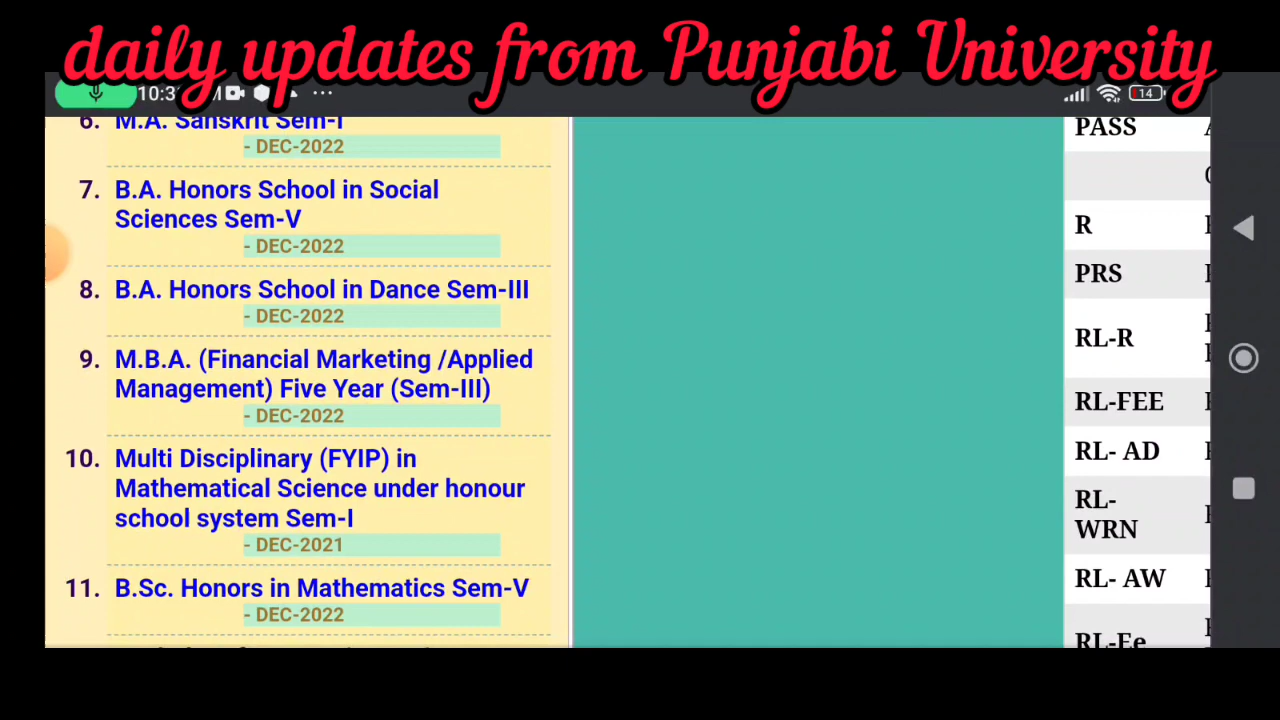 daily updates from Punjabi University
14
6. M.A. Sanskrit Sem-I
- DEC-2022
7. B.A. Honors School in Social
Sciences Sem-V
- DEC-2022
8. B.A. Honors School in Dance Sem-III
- DEC-2022
9. M.B.A. (Financial Marketing /Applied
Management) Five Year (Sem-III)
- DEC-2022
10. Multi Disciplinary (FYIP) in
Mathematical Science under honour
school system Sem-I
- DEC-2021
11. B.Sc. Honors in Mathematics Sem-V
- DEC-2022
PASS
R
PRS
RL-R
RL-FEE
RL- AD
RL-
WRN
RL- AW
RL-Ee